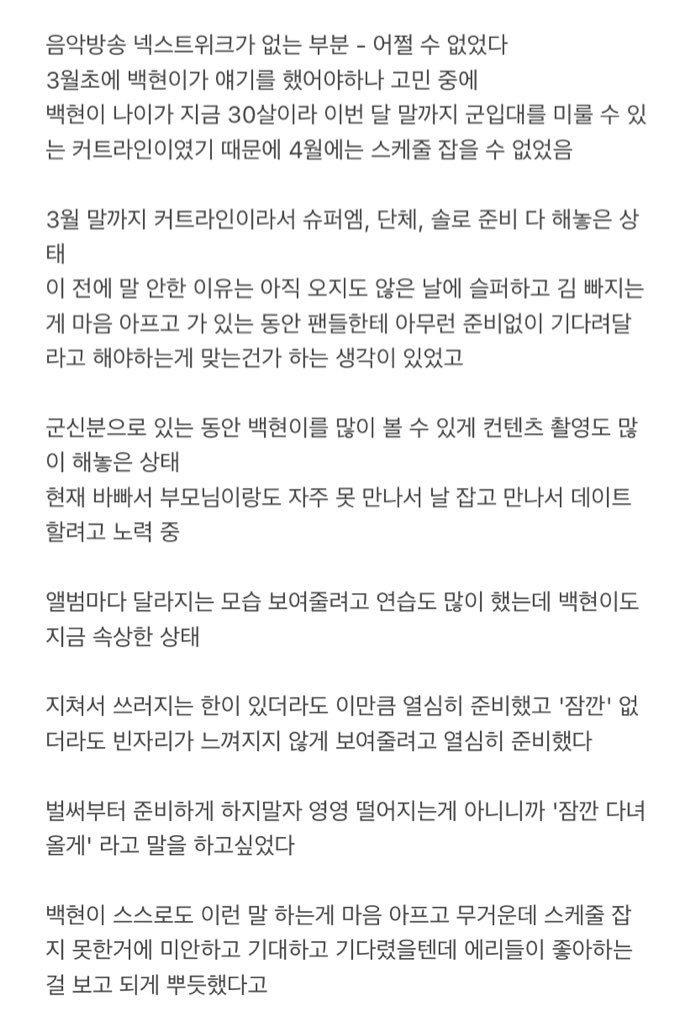 음악방송 넥스트위크가 없는 부분 - 어쩔 수 없었다
3월초에 백현이가 얘기를 했어야하나 고민 중에
백현이 나이가 지금 30살이라 이번 달 말까지 군입대를 미룰 수 있
는 커트라인이였기 때문에 4월에는 스케줄 잡을 수 없었음

3월 말까지 커트라인이라서 슈퍼엠, 단체, 솔로 준비 다 해놓은 상
태
이 전에 말 안한 이유는 아직 오지도 않은 날에 슬퍼하고 김 빠지는
게 마음 아프고 가 있는 동안 팬들한테 아무런 준비없이 기다려달
라고 해야하는게 맞는건가 하는 생각이 있었고

군신분으로 있는 동안 백현이를 많이 볼 수 있게 컨텐츠 촬영도 많
이 해놓은 상태
현재 바빠서 부모님이랑도 자주 못 만나서 날 잡고 만나서 데이트
할려고 노력 중

앨범마다 달라지는 모습 보여줄려고 연습도 많이 했는데 백현이도
지금 속상한 상태

지쳐서 쓰러지는 한이 있더라도 이만큼 열심히 준비했고 '잠깐' 없
더라도 빈자리가 느껴지지 않게 보여줄려고 열심히 준비했다

벌써부터 준비하게 하지말자 영영 떨어지는게 아니니까 '잠깐 다녀
올게' 라고 말을 하고싶었다

백현이 스스로도 이런 말 하는게 마음 아프고 무거운데 스케줄 잡
지 못한거에 미안하고 기대하고 기다렸을텐데 에리들이 좋아하는
걸 보고 되게 뿌듯했다고